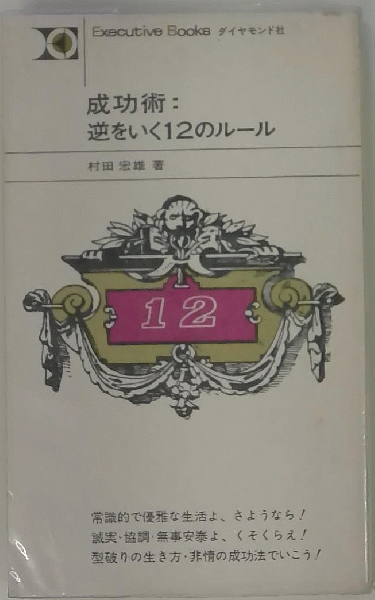 Executive Books ダイヤモンド社
成功術:
逆をいく12のルール
村田宏雄 著
12
常識的で優雅な生活よ、さようなら!
誠実・協調・無事安泰よ、くそくらえ!
型破りの生き方・非情の成功法でいこう!